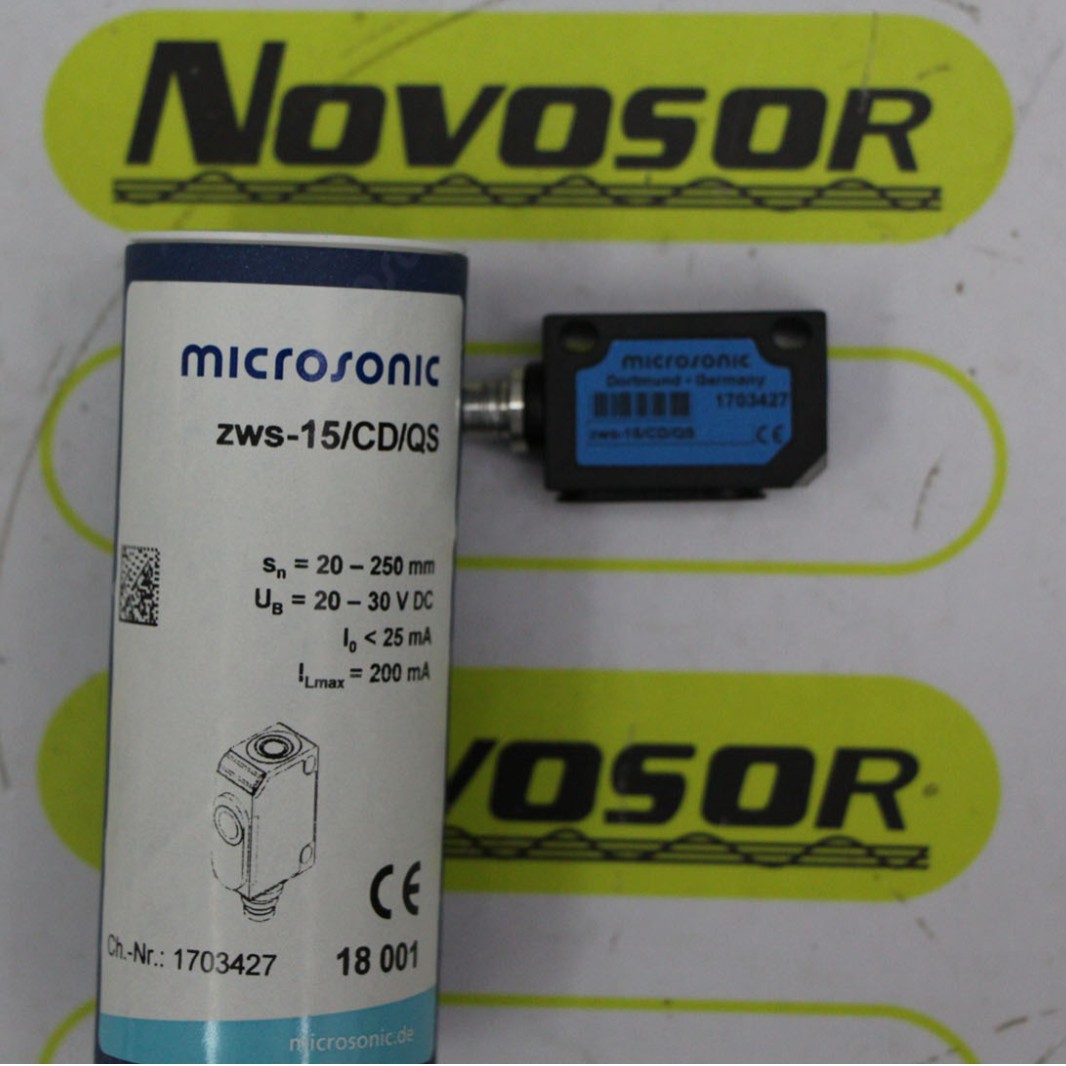 NOVOSOR
microsonic
zws-15/CD/QS
sn = 20 – 250 mm
UB = 20 – 30 V DC
I0 < 25 mA
ILmax = 200 mA
CE
Ch.-Nr.: 1703427
18 001
microsonic.de
microsonic
Dortmund - Germany
1703427
zws-15/CD/QS
CE
VOSOR